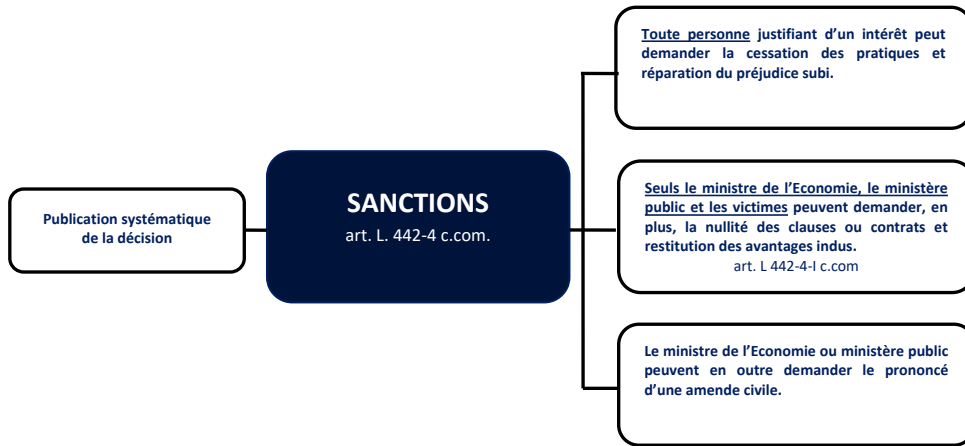 Toute personne justifiant d’un intérêt peut
demander la cessation des pratiques et
réparation du préjudice subi.
Publication systématique
de la décision
SANCTIONS
art. L. 442-4 c.com.
Seuls le ministre de l’Economie, le ministère
public et les victimes peuvent demander, en
plus, la nullité des clauses ou contrats et
restitution des avantages indus.
art. L 442-4-I c.com
Le ministre de l’Economie ou ministère public
peuvent en outre demander le prononcé
d’une amende civile.